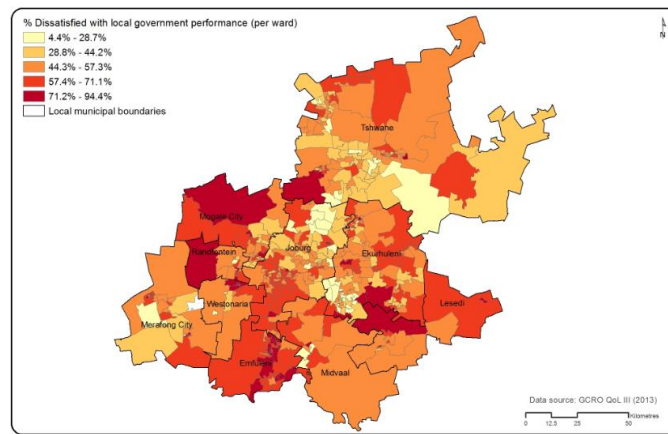 % Dissatisfied with local government performance (per ward)
4.4% - 28.7%
28.8% - 44.2%
44.3% - 57.3%
57.4% - 71.1%
71.2% - 94.4%
Local municipal boundaries
N
Tshwane
Mogale City
Randfontein
Joburg
Ekurhuleni
Westonaria
Lesedi
Merafong City
Emfuleni
Midvaal
Data source: GCRO QoL III (2013)
Kilometres
0 12.5 25 50